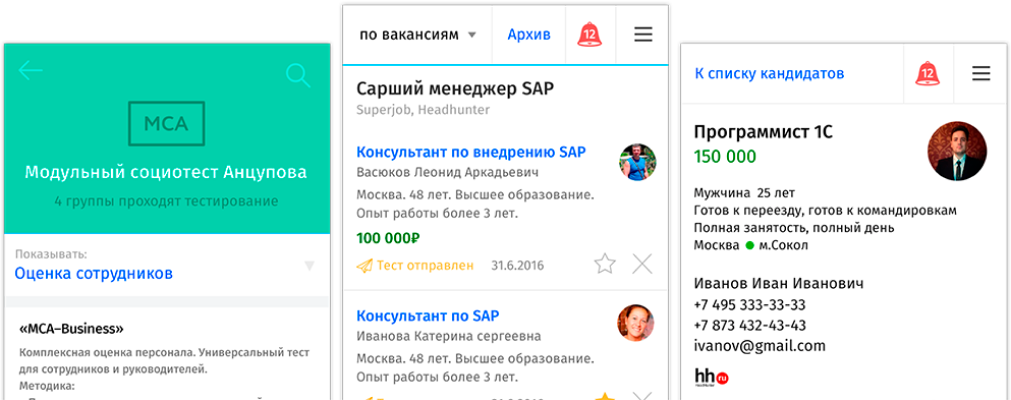 МСА
Модульный социотест Анцупова
4 группы проходят тестирование
Показывать:
Оценка сотрудников
«МСА–Business»
Комплексная оценка персонала. Универсальный тест
для сотрудников и руководителей.
Методика:
по вакансиям
Архив
12
Сарший менеджер SAP
Superjob, Headhunter
Консультант по внедрению SAP
Васюков Леонид Аркадьевич
Москва. 48 лет. Высшее образование.
Опыт работы более 3 лет.
100 000₽
Тест отправлен
31.6.2016
Консультант по SAP
Иванова Катерина сергеевна
Москва. 48 лет. Высшее образование.
Опыт работы более 3 лет.
К списку кандидатов
12
Программист 1С
150 000
Мужчина 25 лет
Готов к переезду, готов к командировкам
Полная занятость, полный день
Москва м.Сокол
Иванов Иван Иванович
+7 495 333-33-33
+7 873 432-43-43
ivanov@gmail.com
hh ru